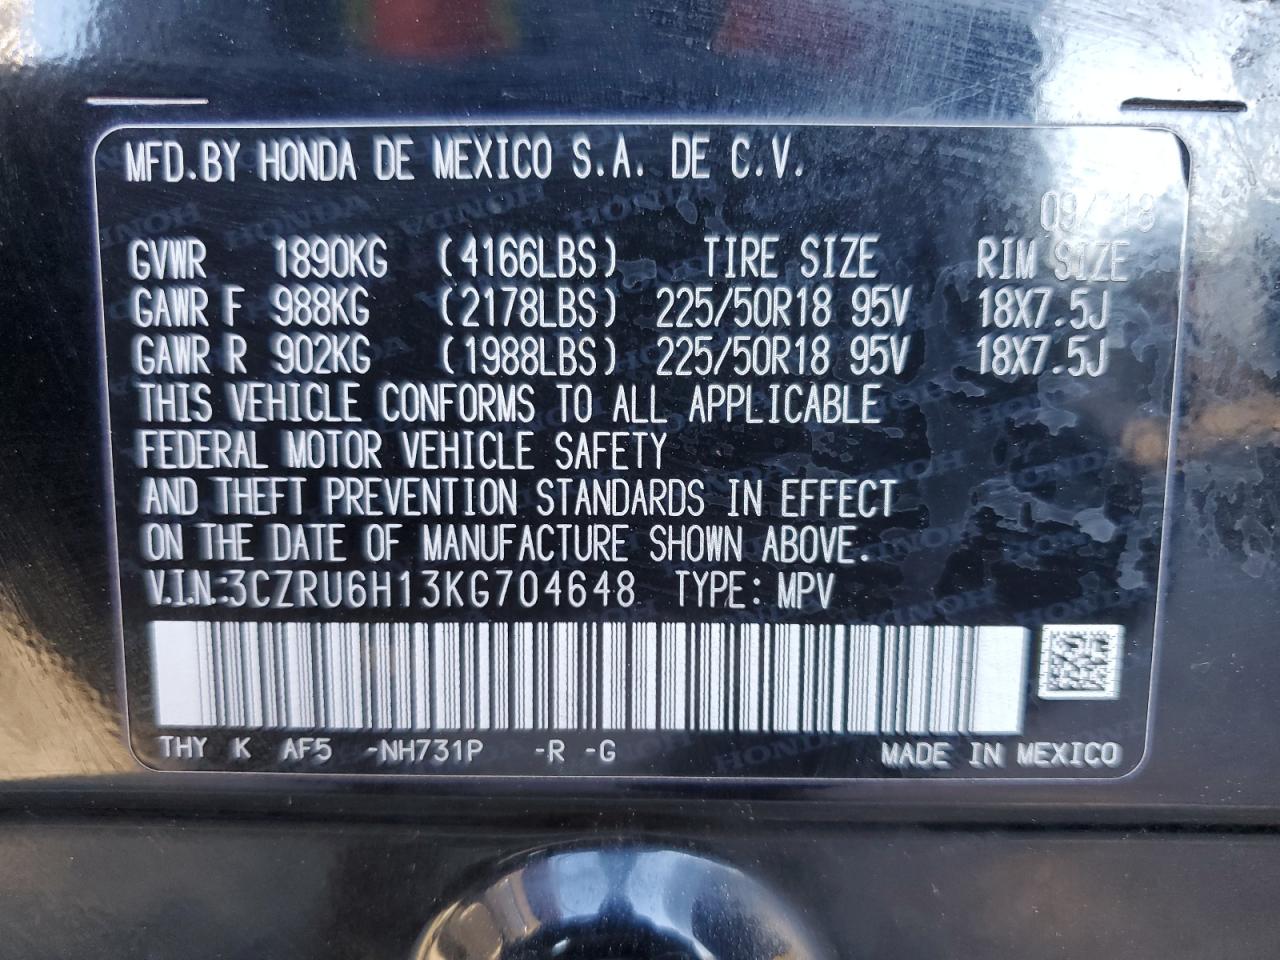 MFD.BY HONDA DE MEXICO S.A. DE C.V.
09/18
GVWR 1890KG (4166LBS) TIRE SIZE RIM SIZE
GAWR F 988KG (2178LBS) 225/50R18 95V 18X7.5J
GAWR R 902KG (1988LBS) 225/50R18 95V 18X7.5J
THIS VEHICLE CONFORMS TO ALL APPLICABLE
FEDERAL MOTOR VEHICLE SAFETY
AND THEFT PREVENTION STANDARDS IN EFFECT
ON THE DATE OF MANUFACTURE SHOWN ABOVE.
V.I.N:3CZRU6H13KG704648 TYPE: MPV
THY K AF5 -NH731P -R -G MADE IN MEXICO